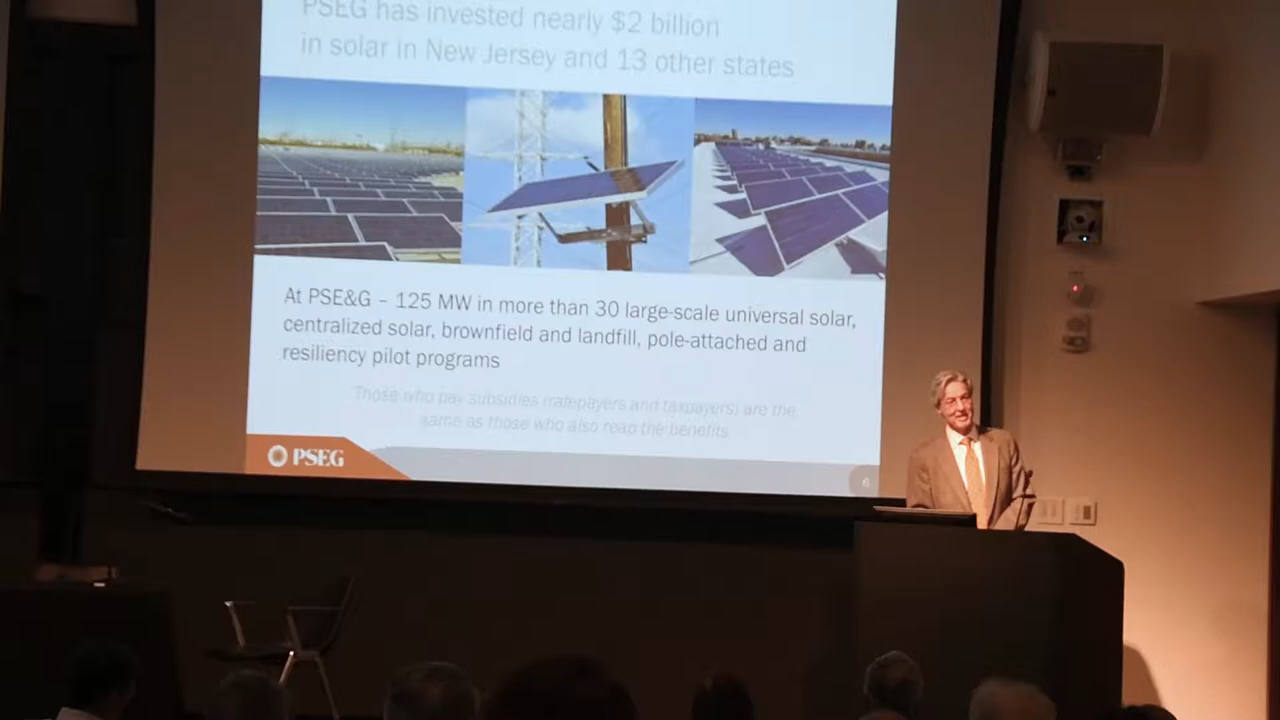 PSEG has invested nearly $2 billion
in solar in New Jersey and 13 other states
At PSE&G – 125 MW in more than 30 large-scale universal solar,
centralized solar, brownfield and landfill, pole-attached and
resiliency pilot programs
Those who pay subsidies (ratepayers and taxpayers) are the
same as those who also reap the benefits
PSEG
6